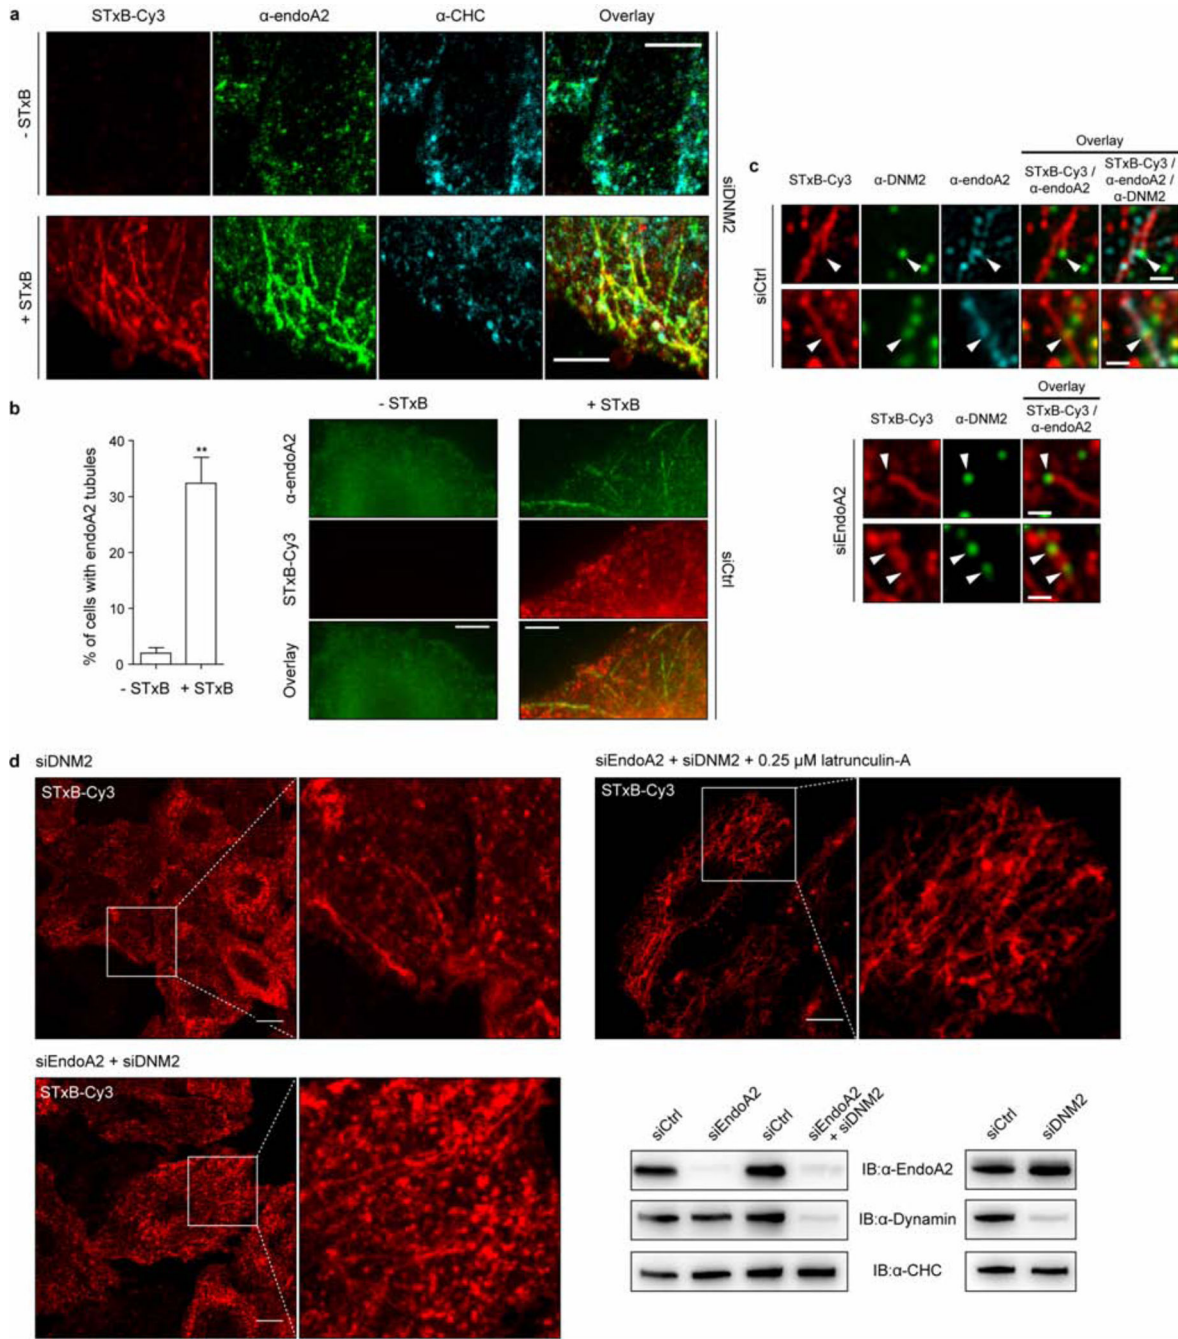 a
STxB-Cy3 α-endoA2 α-CHC Overlay
- STxB
+ STxB
siDNM2
b
% of cells with endoA2 tubules
40
30
20
10
0
**
- STxB + STxB
- STxB + STxB
α-endoA2
STxB-Cy3
Overlay
siCtrl
c
Overlay
STxB-Cy3 α-DNM2 α-endoA2 STxB-Cy3 / STxB-Cy3 /
α-endoA2 α-endoA2 /
α-DNM2
siCtrl
Overlay
STxB-Cy3 α-DNM2 STxB-Cy3 /
α-endoA2
siEndoA2
d
siDNM2
STxB-Cy3
siEndoA2 + siDNM2 + 0.25 μM latrunculin-A
STxB-Cy3
siEndoA2 + siDNM2
STxB-Cy3
siCtrl siEndoA2 siCtrl siEndoA2
+ siDNM2
siCtrl siDNM2
IB:α-EndoA2
IB:α-Dynamin
IB:α-CHC